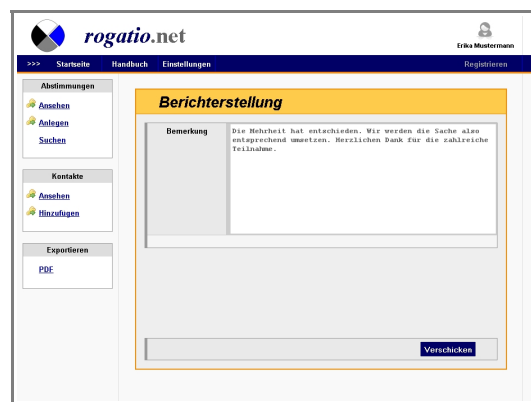 rogatio.net
Erika Mustermann
>>> Startseite Handbuch Einstellungen Registrieren
Abstimmungen
Ansehen
Anlegen
Suchen
Kontakte
Ansehen
Hinzufügen
Exportieren
PDF
Berichterstellung
Bemerkung
Die Mehrheit hat entschieden. Wir werden die Sache also
entsprechend umsetzen. Herzlichen Dank für die zahlreiche
Teilnahme.
Verschicken